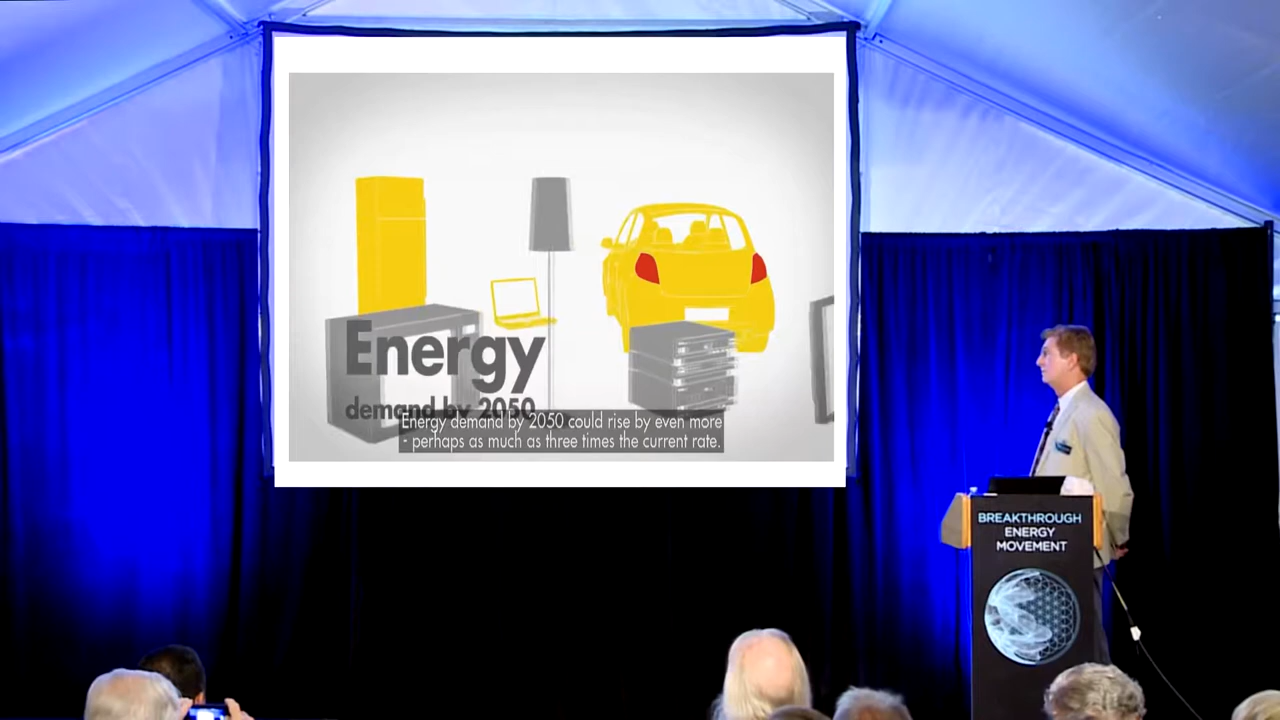 Energy
demand by 2050
Energy demand by 2050 could rise by even more
- perhaps as much as three times the current rate.
BREAKTHROUGH
ENERGY
MOVEMENT